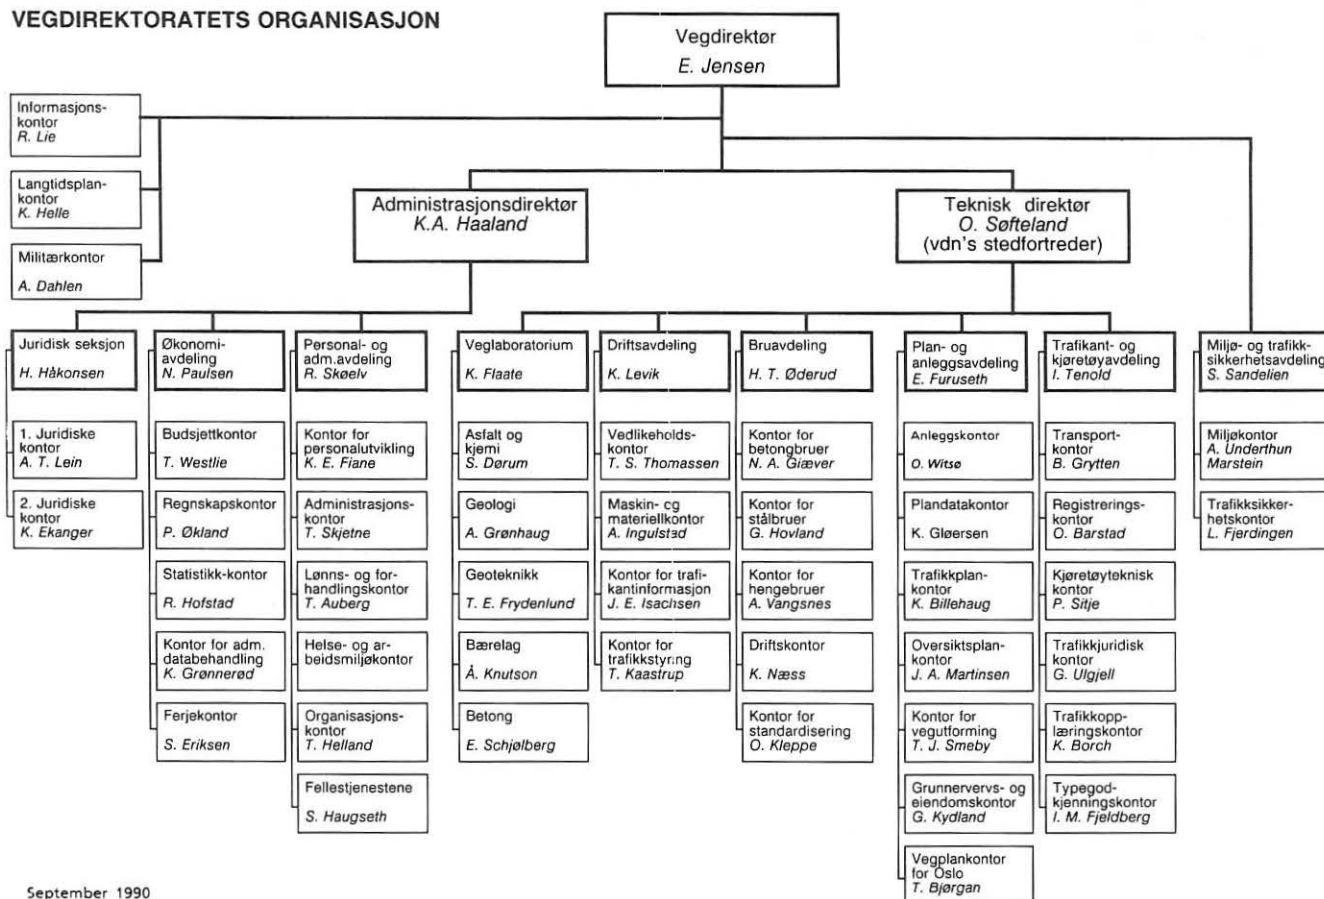 VEGDIREKTORATETS ORGANISASJON
Vegdirektør
E. Jensen
Informasjons-
kontor
R. Lie
Langtidsplan-
kontor
K. Helle
Militærkontor
A. Dahlen
Administrasjonsdirektør
K.A. Haaland
Teknisk direktør
O. Søfteland
(vdn's stedfortreder)
Juridisk seksjon
H. Håkonsen
1. Juridiske
kontor
A. T. Lein
2. Juridiske
kontor
K. Ekanger
Økonomi-
avdeling
N. Paulsen
Budsjettkontor
T. Westlie
Regnskapskontor
P. Økland
Statistikk-kontor
R. Hofstad
Kontor for adm.
databehandling
K. Grønnerød
Ferjekontor
S. Eriksen
Personal- og
adm.avdeling
R. Skøelv
Kontor for
personalutvikling
K. E. Fiane
Administrasjons-
kontor
T. Skjetne
Lønns- og for-
handlingskontor
T. Auberg
Helse- og ar-
beidsmiljøkontor
Organisasjons-
kontor
T. Helland
Fellestjenestene
S. Haugseth
Veglaboratorium
K. Flaate
Asfalt og
kjemi
S. Dørum
Geologi
A. Grønhaug
Geoteknikk
T. E. Frydenlund
Bærelag
Å. Knutson
Betong
E. Schjølberg
Driftsavdeling
K. Levik
Vedlikeholds-
kontor
T. S. Thomassen
Maskin- og
materiellkontor
A. Ingulstad
Kontor for trafi-
kantinformasjon
J. E. Isachsen
Kontor for
trafikkstyring
T. Kaastrup
Bruavdeling
H. T. Øderud
Kontor for
betongbruer
N. A. Giæver
Kontor for
stålbruer
G. Hovland
Kontor for
hengebruer
A. Vangsnes
Driftskontor
K. Næss
Kontor for
standardisering
O. Kleppe
Plan- og
anleggsavdeling
E. Furuseth
Anleggskontor
O. Witsø
Plandatakontor
K. Gløersen
Trafikkplan-
kontor
K. Billehaug
Oversiktsplan-
kontor
J. A. Martinsen
Kontor for
vegutforming
T. J. Smeby
Grunnervervs- og
eiendomskontor
G. Kydland
Vegplankontor
for Oslo
T. Bjørgan
Trafikant- og
kjøretøyavdeling
I. Tenold
Transport-
kontor
B. Grytten
Registrerings-
kontor
O. Barstad
Kjøretøyteknisk
kontor
P. Sitje
Trafikkjuridisk
kontor
G. Ulgjell
Trafikkopp-
læringskontor
K. Borch
Typegod-
kjenningskontor
I. M. Fjeldberg
Miljø- og trafikk-
sikkerhetsavdeling
S. Sandelien
Miljøkontor
A. Underthun
Marstein
Trafikksikker-
hetskontor
L. Fjerdingen
September 1990